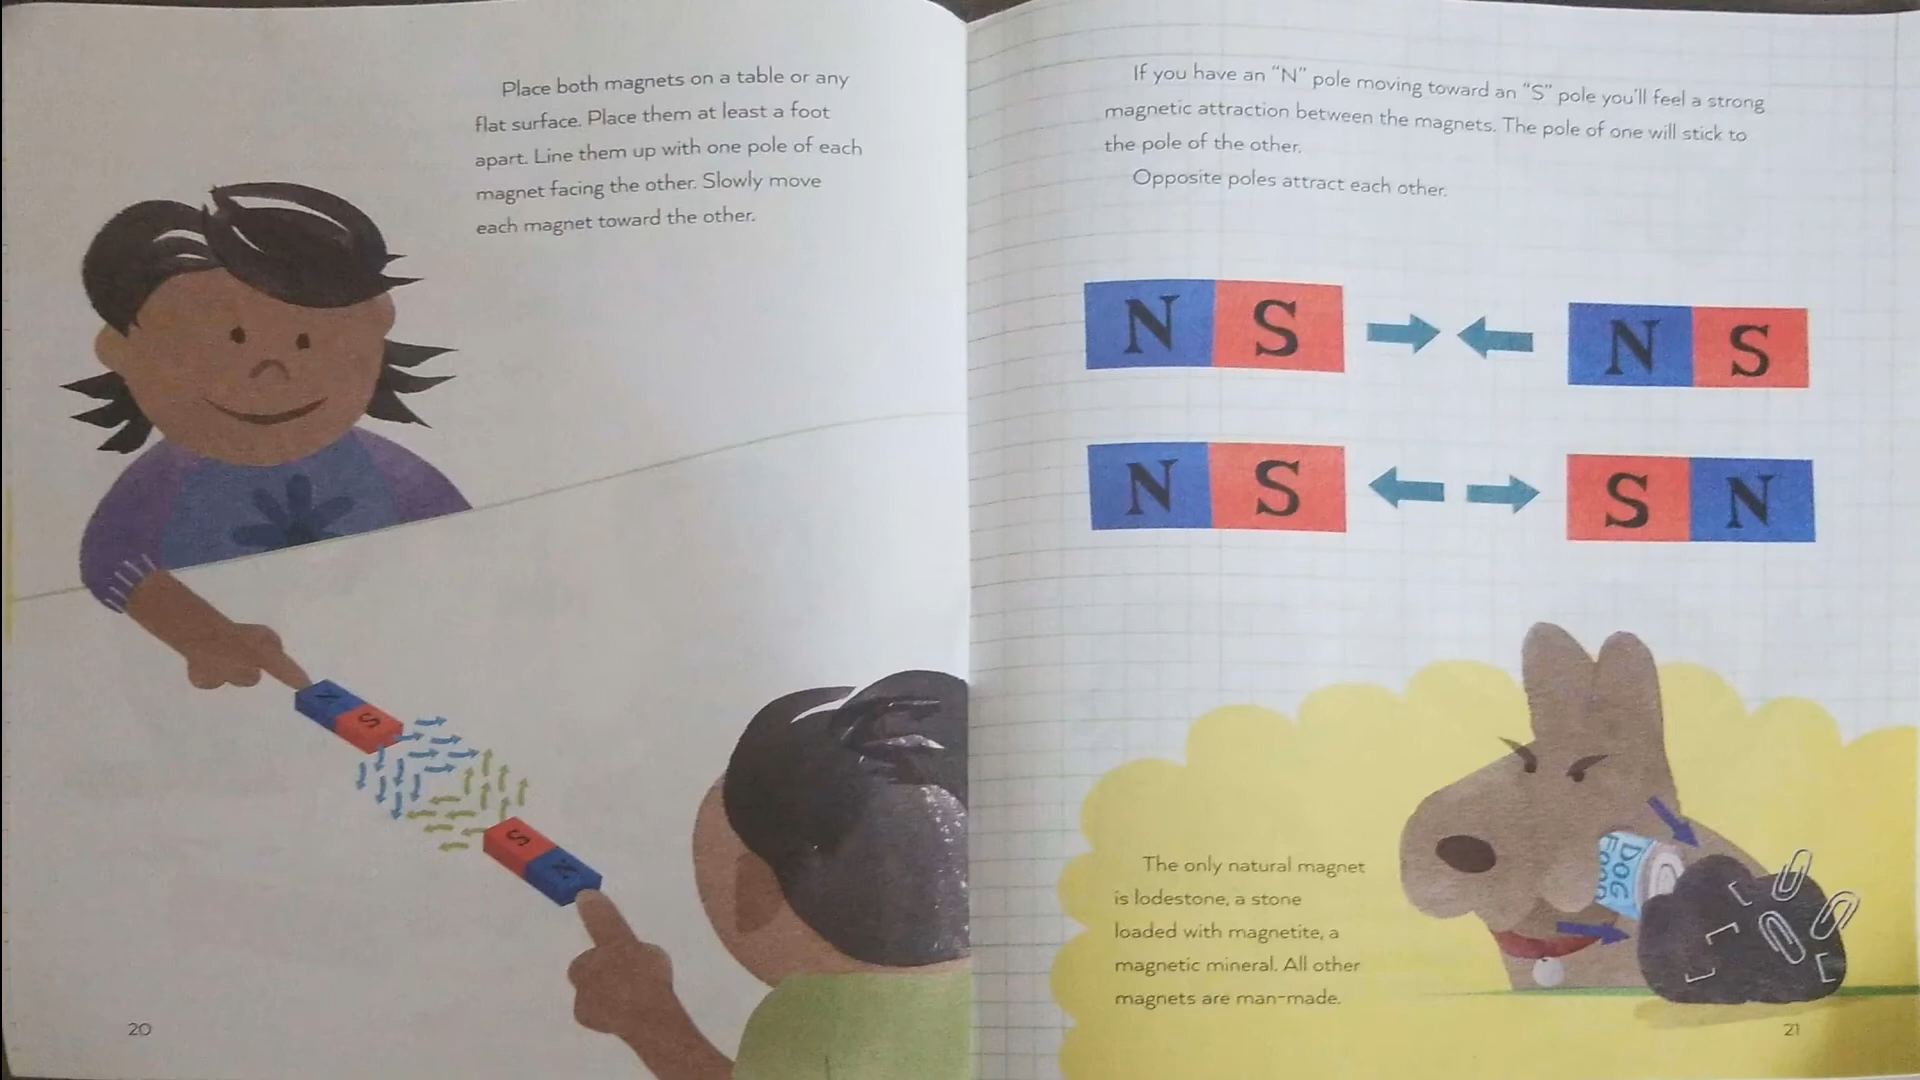 Place both magnets on a table or any
flat surface. Place them at least a foot
apart. Line them up with one pole of each
magnet facing the other. Slowly move
each magnet toward the other.
N S
S N
20
If you have an "N" pole moving toward an "S" pole you'll feel a strong
magnetic attraction between the magnets. The pole of one will stick to
the pole of the other.
Opposite poles attract each other.
N S N S
N S S N
DOG
FOOD
The only natural magnet
is lodestone, a stone
loaded with magnetite, a
magnetic mineral. All other
magnets are man-made.
21